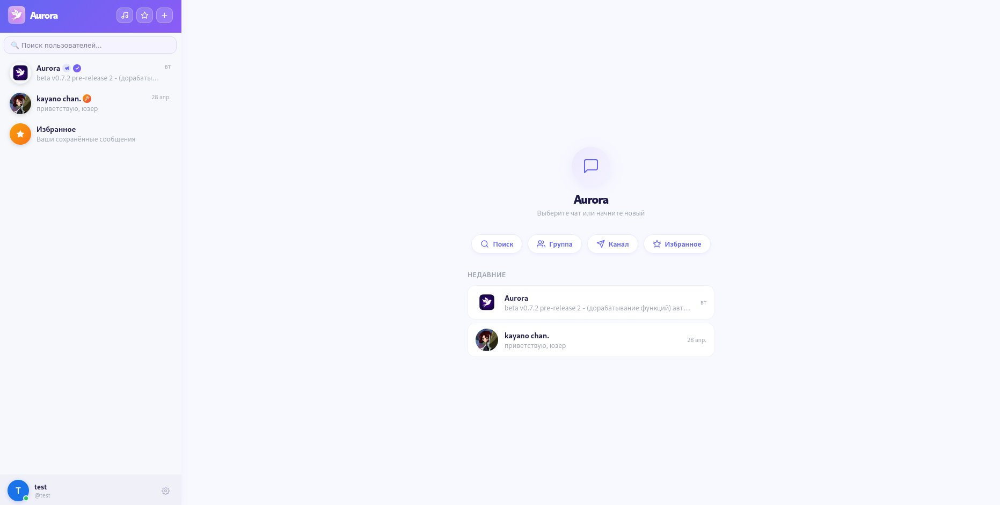 Aurora
Поиск пользователей...
Aurora
вт
beta v0.7.2 pre-release 2 - (дорабаты...
kayano chan.
28 апр.
приветствую, юзер
Избранное
Ваши сохранённые сообщения
Aurora
Выберите чат или начните новый
Поиск
Группа
Канал
Избранное
НЕДАВНИЕ
Aurora
beta v0.7.2 pre-release 2 - (дорабатывание функций) авт...
вт
kayano chan.
приветствую, юзер
28 апр.
T
test
@test